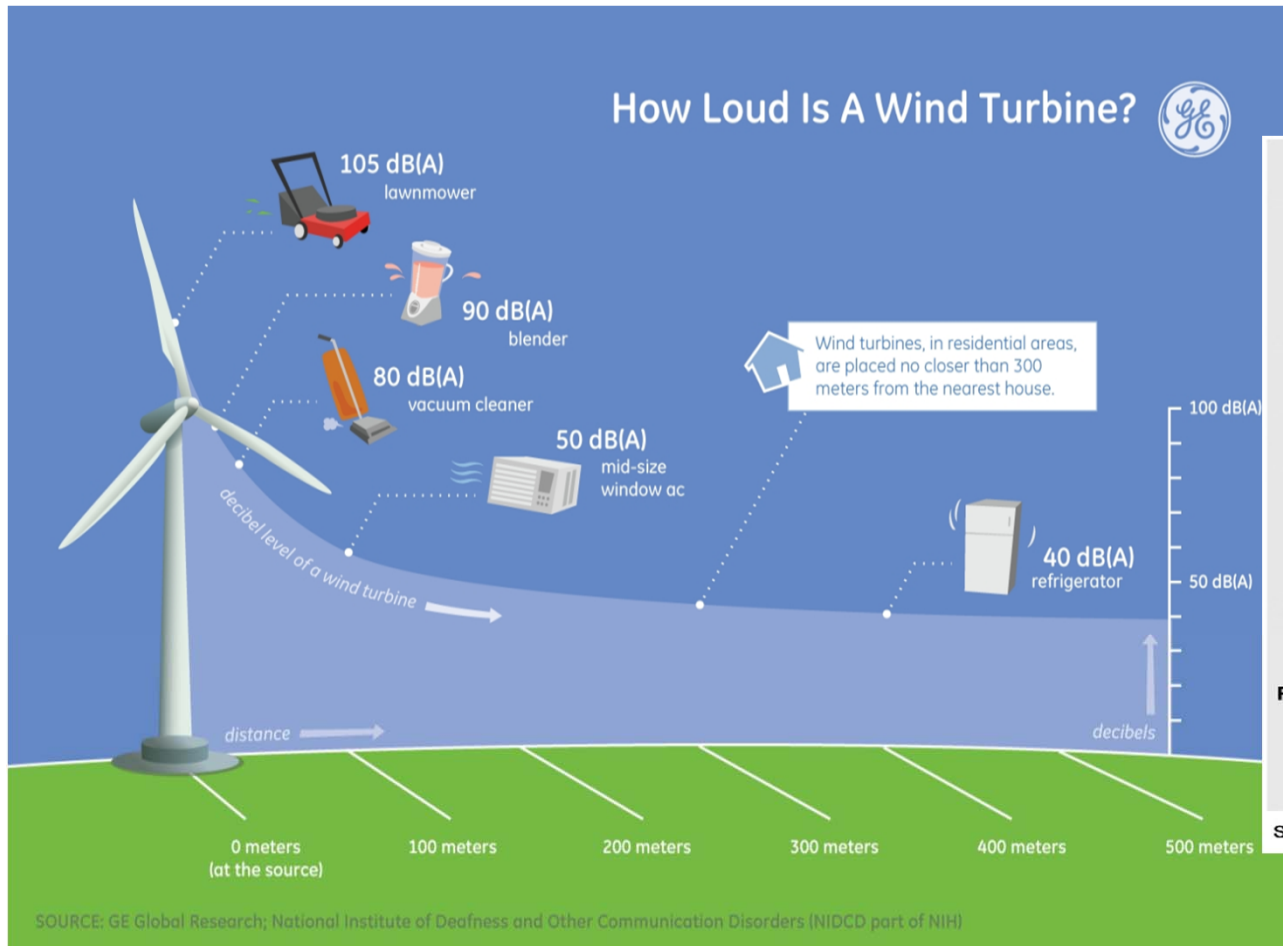 How Loud Is A Wind Turbine?
GE
105 dB(A)
lawnmower
90 dB(A)
blender
80 dB(A)
vacuum cleaner
50 dB(A)
mid-size
window ac
Wind turbines, in residential areas,
are placed no closer than 300
meters from the nearest house.
100 dB(A)
40 dB(A)
refrigerator
50 dB(A)
decibel level of a wind turbine
distance
decibels
0 meters
(at the source)
100 meters
200 meters
300 meters
400 meters
500 meters
SOURCE: GE Global Research; National Institute of Deafness and Other Communication Disorders (NIDCD part of NIH)